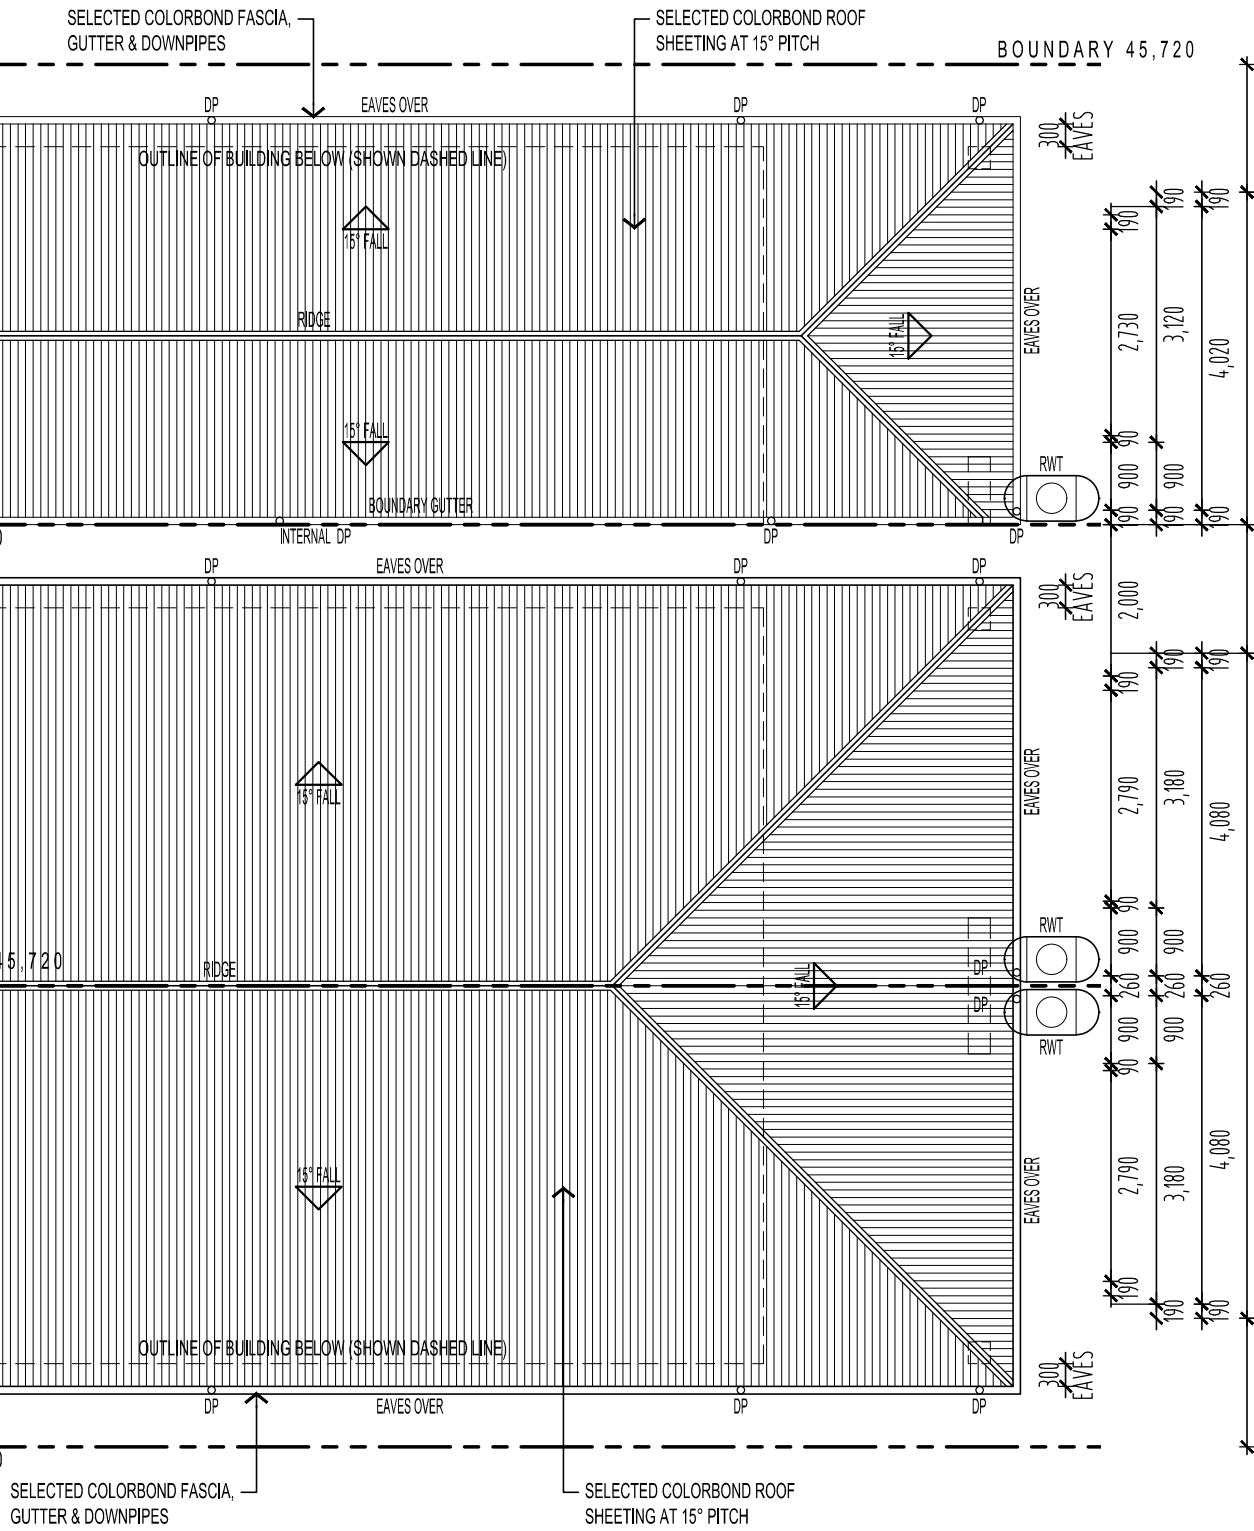 SELECTED COLORBOND FASCIA,
GUTTER & DOWNPIPES
SELECTED COLORBOND ROOF
SHEETING AT 15° PITCH
BOUNDARY 45,720
DP
EAVES OVER
DP
DP
300
EAVES
OUTLINE OF BUILDING BELOW (SHOWN DASHED LINE)
15° FALL
RIDGE
15° FALL
EAVES OVER
15° FALL
BOUNDARY GUTTER
RWT
INTERNAL DP
DP
DP
190
2,730
90
900
190
190
3,120
900
190
190
4,020
190
DP
EAVES OVER
DP
DP
300
EAVES
2,000
15° FALL
EAVES OVER
190
2,790
90
900
260
900
90
2,790
190
190
3,180
900
260
900
3,180
190
190
4,080
260
4,080
190
45,720
RIDGE
15° FALL
DP
DP
RWT
RWT
15° FALL
EAVES OVER
OUTLINE OF BUILDING BELOW (SHOWN DASHED LINE)
300
EAVES
DP
EAVES OVER
DP
DP
SELECTED COLORBOND FASCIA,
GUTTER & DOWNPIPES
SELECTED COLORBOND ROOF
SHEETING AT 15° PITCH